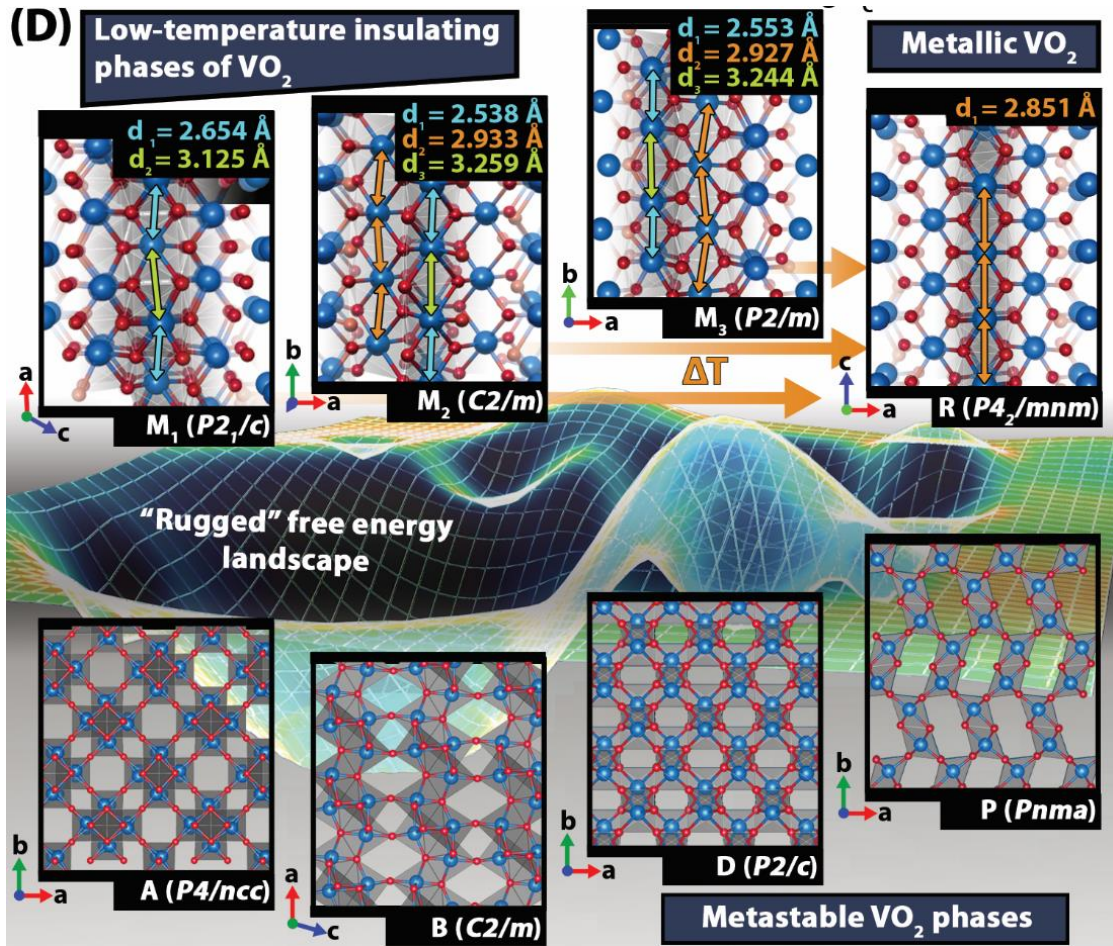 (D)
Low-temperature insulating
phases of VO₂
d₁ = 2.553 Å
d₂ = 2.927 Å
d₃ = 3.244 Å
Metallic VO₂
d₁ = 2.654 Å
d₂ = 3.125 Å
d₁ = 2.538 Å
d₂ = 2.933 Å
d₃ = 3.259 Å
d₁ = 2.851 Å
a
c
M₁ (P2₁/c)
b
a
M₂ (C2/m)
b
a
M₃ (P2/m)
ΔT
c
a
R (P4₂/mnm)
"Rugged" free energy
landscape
b
a
A (P4/ncc)
a
c
B (C2/m)
b
a
D (P2/c)
b
a
P (Pnma)
Metastable VO₂ phases